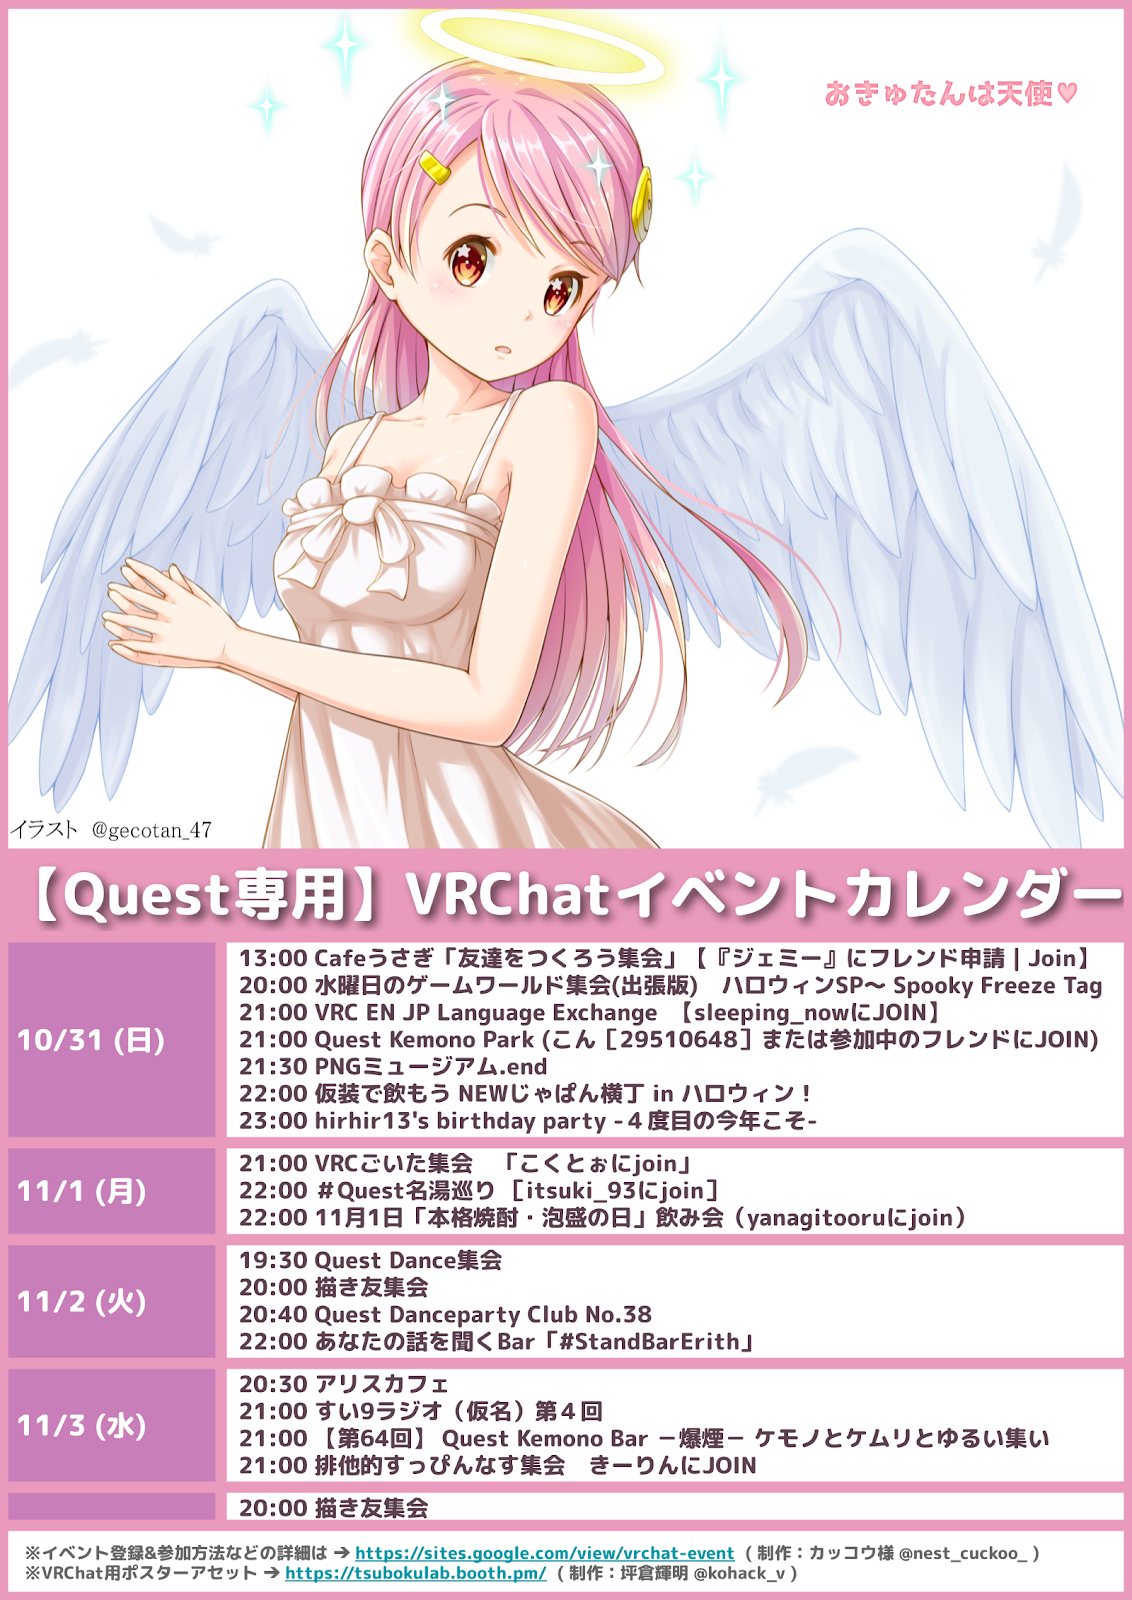 おきゅたんは天使♥
イラスト @gecotan_47
【Quest専用】VRChatイベントカレンダー
10/31 (日)
13:00 Cafeうさぎ「友達をつくろう集会」【『ジェミー』にフレンド申請 | Join】
20:00 水曜日のゲームワールド集会(出張版)　ハロウィンSP～ Spooky Freeze Tag
21:00 VRC EN JP Language Exchange 【sleeping_nowにJOIN】
21:00 Quest Kemono Park (こん［29510648］または参加中のフレンドにJOIN)
21:30 PNGミュージアム.end
22:00 仮装で飲もう NEWじゃぱん横丁 in ハロウィン！
23:00 hirhir13's birthday party -４度目の今年こそ-
11/1 (月)
21:00 VRCごいた集会　「こくとぉにjoin」
22:00 ＃Quest名湯巡り ［itsuki_93にjoin］
22:00 11月1日「本格焼酎・泡盛の日」飲み会（yanagitooruにjoin）
11/2 (火)
19:30 Quest Dance集会
20:00 描き友集会
20:40 Quest Danceparty Club No.38
22:00 あなたの話を聞くBar「#StandBarErith」
11/3 (水)
20:30 アリスカフェ
21:00 すい9ラジオ（仮名）第４回
21:00 【第64回】 Quest Kemono Bar －爆煙－ ケモノとケムリとゆるい集い
21:00 排他的すっぴんなす集会　きーりんにJOIN
20:00 描き友集会
※イベント登録&参加方法などの詳細は ➔ https://sites.google.com/view/vrchat-event ( 制作：カッコウ様 @nest_cuckoo_ )
※VRChat用ポスターアセット ➔ https://tsubokulab.booth.pm/ ( 制作：坪倉輝明 @kohack_v )